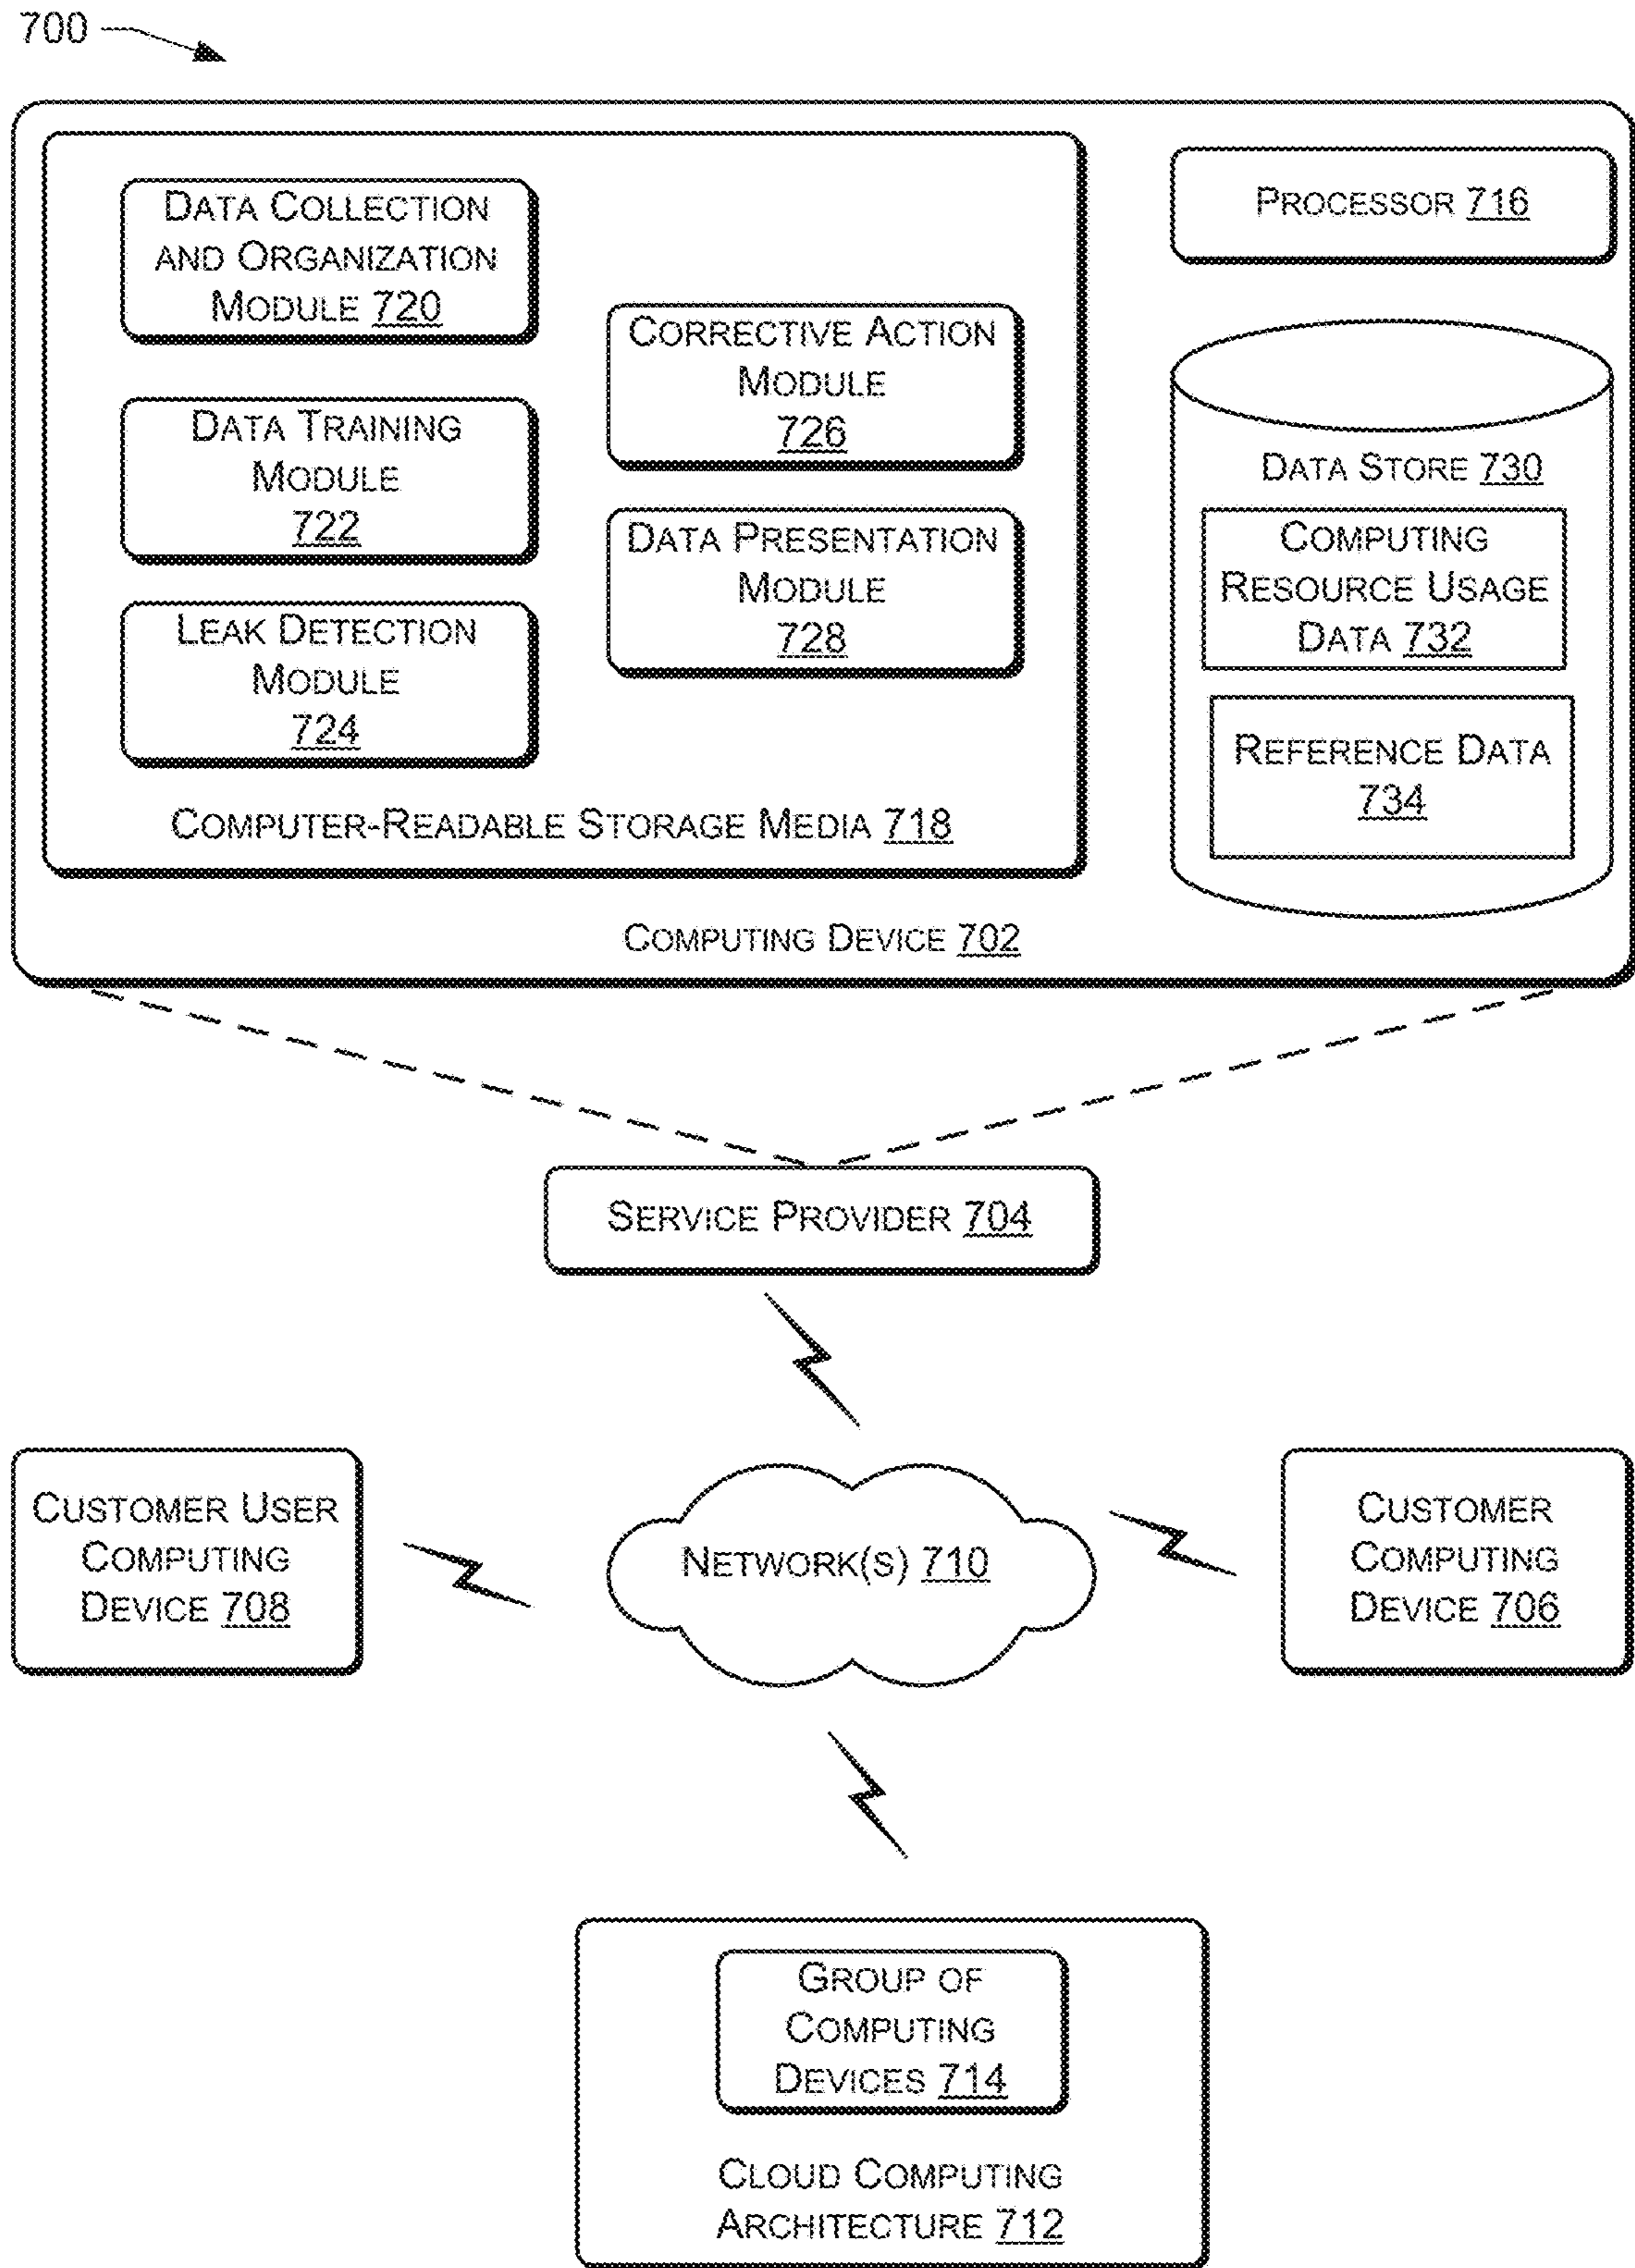 700
DATA COLLECTION
AND ORGANIZATION
MODULE 720
DATA TRAINING
MODULE
722
LEAK DETECTION
MODULE
724
CORRECTIVE ACTION
MODULE
726
DATA PRESENTATION
MODULE
728
COMPUTER-READABLE STORAGE MEDIA 718
PROCESSOR 716
DATA STORE 730
COMPUTING
RESOURCE USAGE
DATA 732
REFERENCE DATA
734
COMPUTING DEVICE 702
SERVICE PROVIDER 704
CUSTOMER USER
COMPUTING
DEVICE 708
NETWORK(S) 710
CUSTOMER
COMPUTING
DEVICE 706
GROUP OF
COMPUTING
DEVICES 714
CLOUD COMPUTING
ARCHITECTURE 712